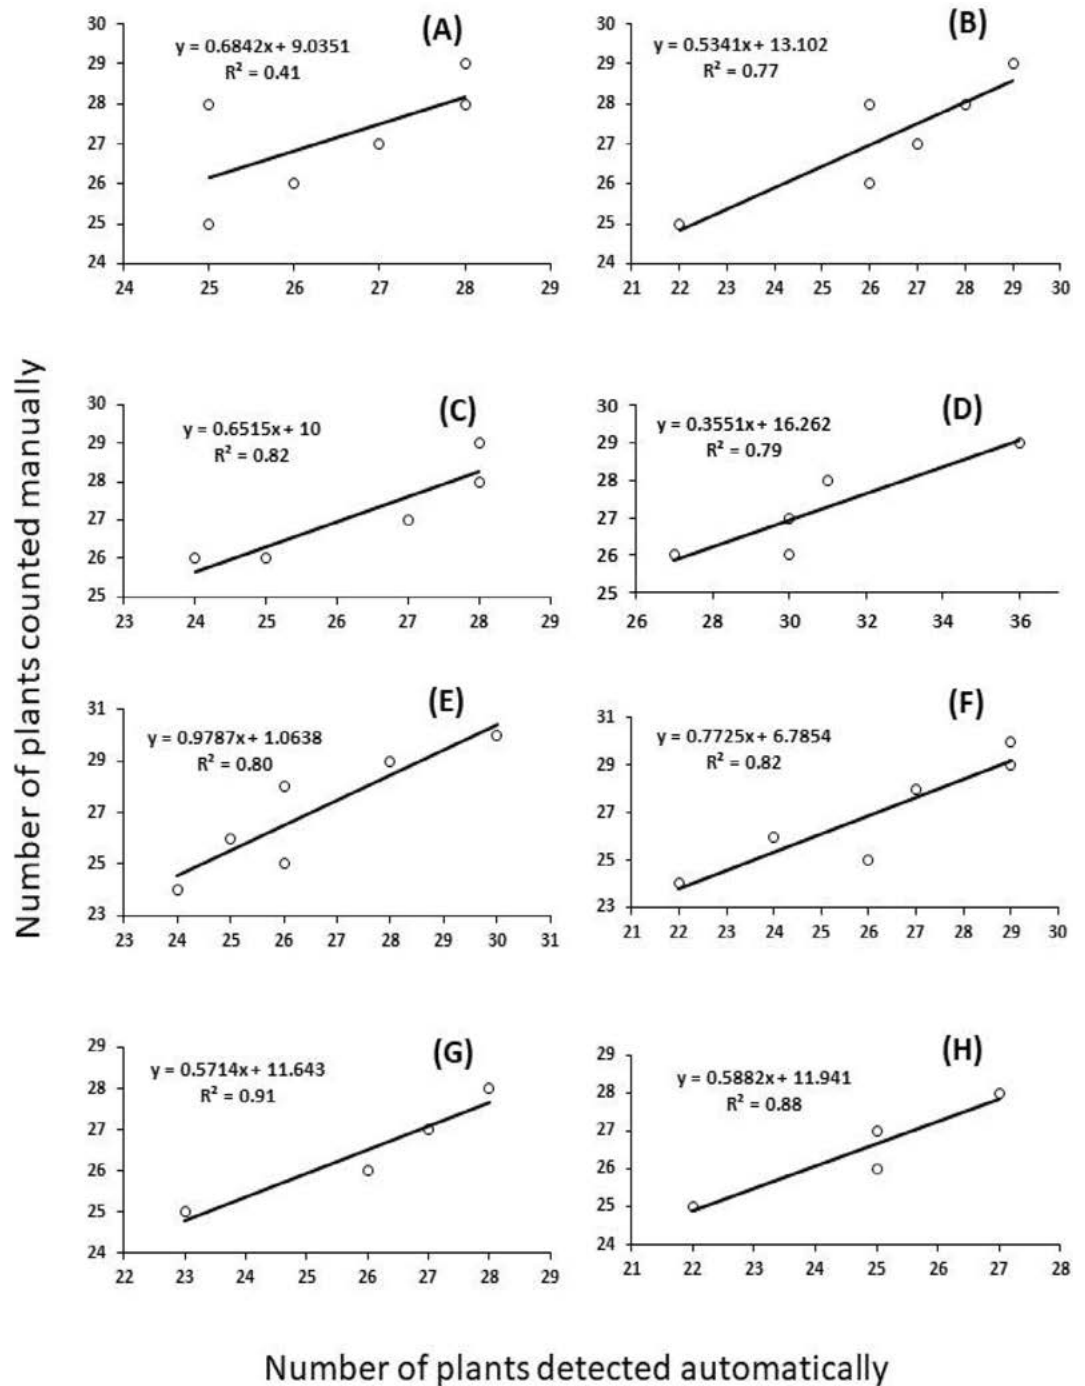 Number of plants counted manually
(A)
y = 0.6842x + 9.0351
R² = 0.41
30
29
28
27
26
25
24
24 25 26 27 28 29
(B)
y = 0.5341x + 13.102
R² = 0.77
30
29
28
27
26
25
24
21 22 23 24 25 26 27 28 29 30
(C)
y = 0.6515x + 10
R² = 0.82
30
29
28
27
26
25
23 24 25 26 27 28 29
(D)
y = 0.3551x + 16.262
R² = 0.79
30
29
28
27
26
25
26 28 30 32 34 36
(E)
y = 0.9787x + 1.0638
R² = 0.80
31
29
27
25
23
23 24 25 26 27 28 29 30 31
(F)
y = 0.7725x + 6.7854
R² = 0.82
31
29
27
25
23
21 22 23 24 25 26 27 28 29 30
(G)
y = 0.5714x + 11.643
R² = 0.91
29
28
27
26
25
24
22 23 24 25 26 27 28 29
(H)
y = 0.5882x + 11.941
R² = 0.88
29
28
27
26
25
24
21 22 23 24 25 26 27 28
Number of plants detected automatically